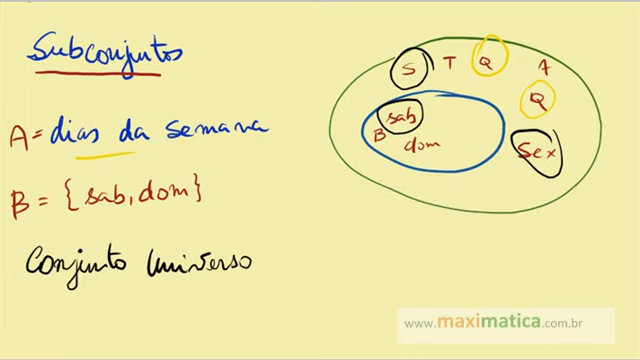 Subconjuntos
A = dias da semana
B = {sab, dom}
Conjunto Universo
S T Q A
Q
sab
B
dom
Sex
www.maximatica.com.br